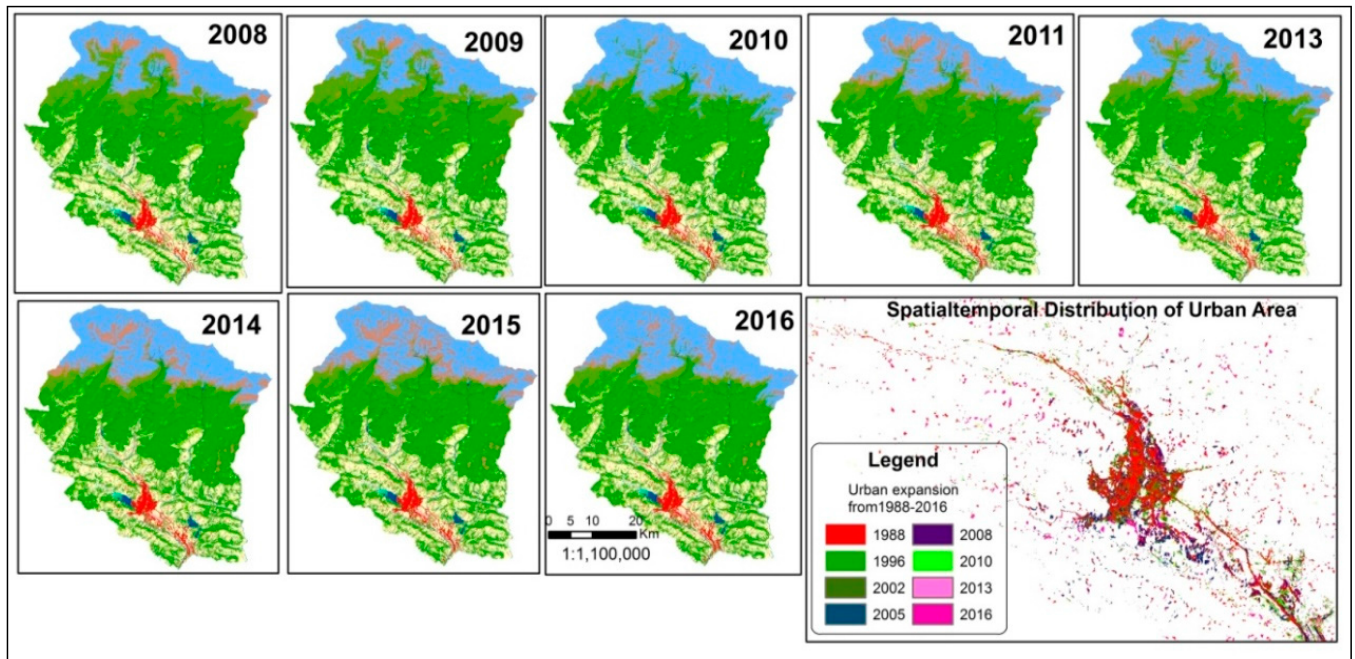 2008
2009
2010
2011
2013
2014
2015
2016
0 5 10 20
Km
1:1,100,000
Spatialtemporal Distribution of Urban Area
Legend
Urban expansion
from1988-2016
1988 2008
1996 2010
2002 2013
2005 2016